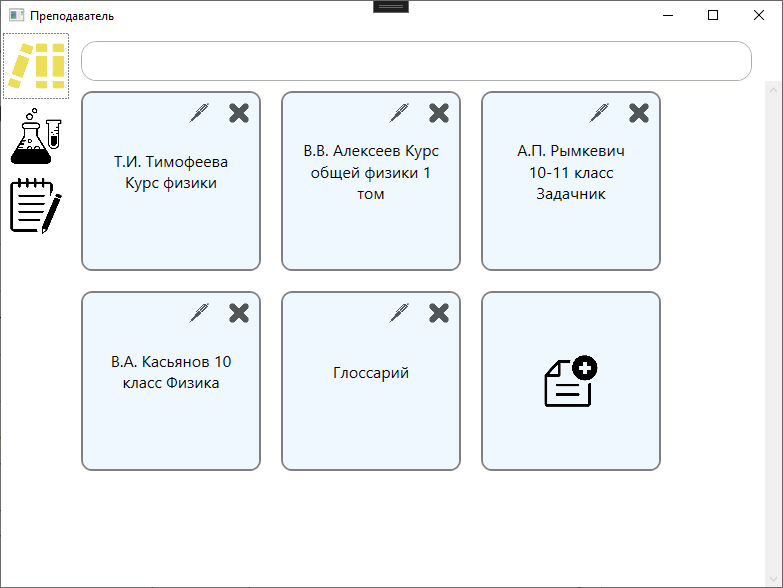 Преподаватель
Т.И. Тимофеева
Курс физики
В.В. Алексеев Курс
общей физики 1
том
А.П. Рымкевич
10-11 класс
Задачник
В.А. Касьянов 10
класс Физика
Глоссарий